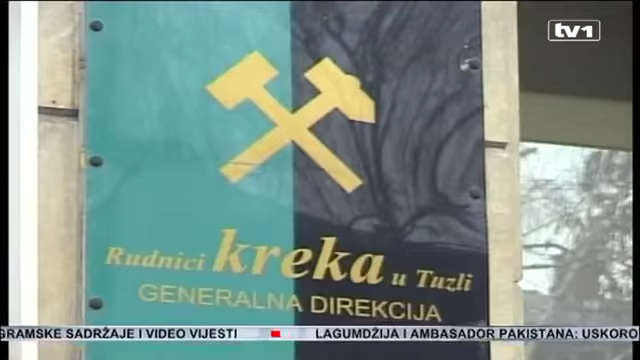 tv1
Rudnici kreka u Tuzli
GENERALNA DIREKCIJA
GRAMSKE SADRŽAJE I VIDEO VIJESTI LAGUMDŽIJA I AMBASADOR PAKISTANA: USKORO